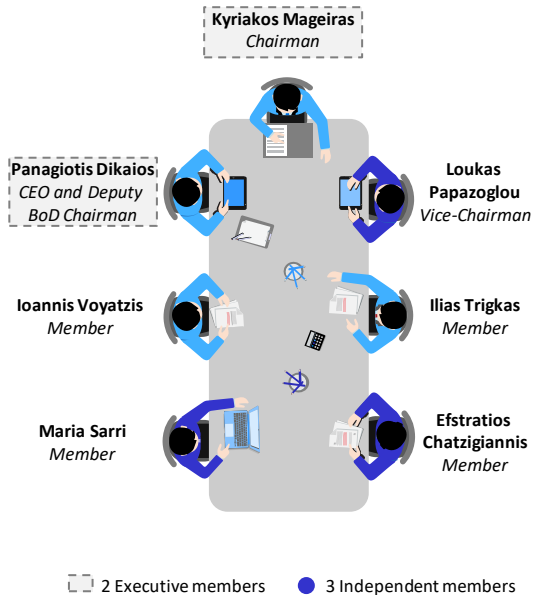 Kyriakos Mageiras
Chairman
Panagiotis Dikaios
CEO and Deputy
BoD Chairman
Loukas
Papazoglou
Vice-Chairman
Ioannis Voyatzis
Member
Ilias Trigkas
Member
Maria Sarri
Member
Efstratios
Chatzigiannis
Member
2 Executive members
3 Independent members